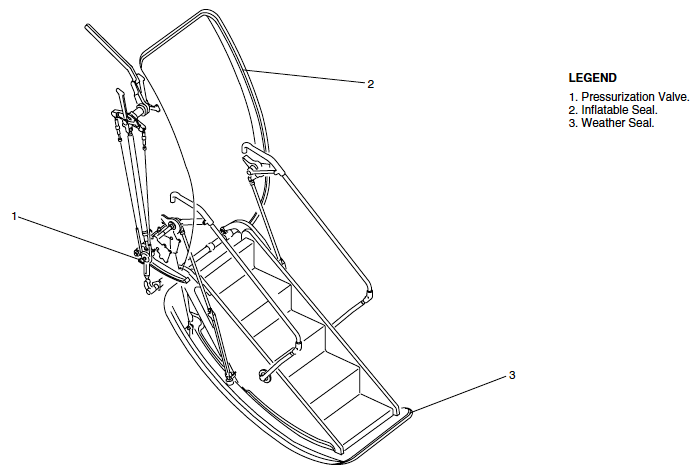 2
LEGEND
1. Pressurization Valve.
2. Inflatable Seal.
3. Weather Seal.
1
3